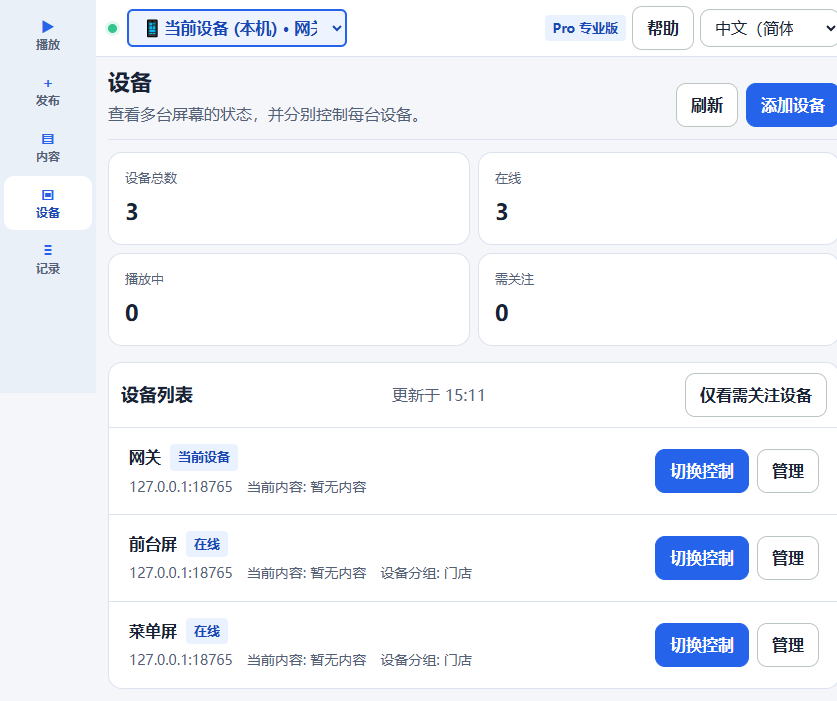 播放
发布
内容
设备
记录
当前设备 (本机) • 网关
Pro 专业版
帮助
中文（简体
设备
查看多台屏幕的状态，并分别控制每台设备。
刷新
添加设备
设备总数
3
在线
3
播放中
0
需关注
0
设备列表
更新于 15:11
仅看需关注设备
网关 当前设备
127.0.0.1:18765 当前内容: 暂无内容
切换控制 管理
前台屏 在线
127.0.0.1:18765 当前内容: 暂无内容 设备分组: 门店
切换控制 管理
菜单屏 在线
127.0.0.1:18765 当前内容: 暂无内容 设备分组: 门店
切换控制 管理